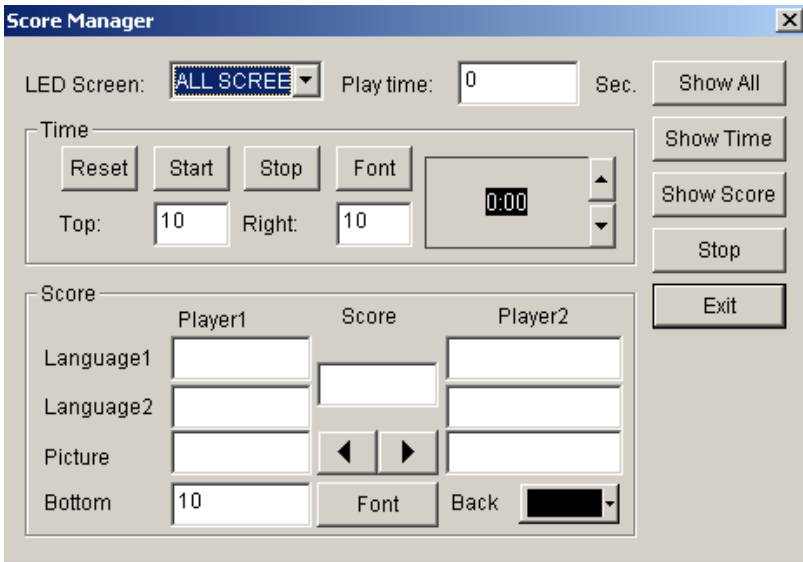 Score Manager
LED Screen: ALL SCREE Play time: 0 Sec. Show All
Time
Show Time
Reset Start Stop Font 0:00
Show Score
Top: 10 Right: 10
Stop
Score
Exit
Player1 Score Player2
Language1
Language2
Picture
Bottom 10 Font Back